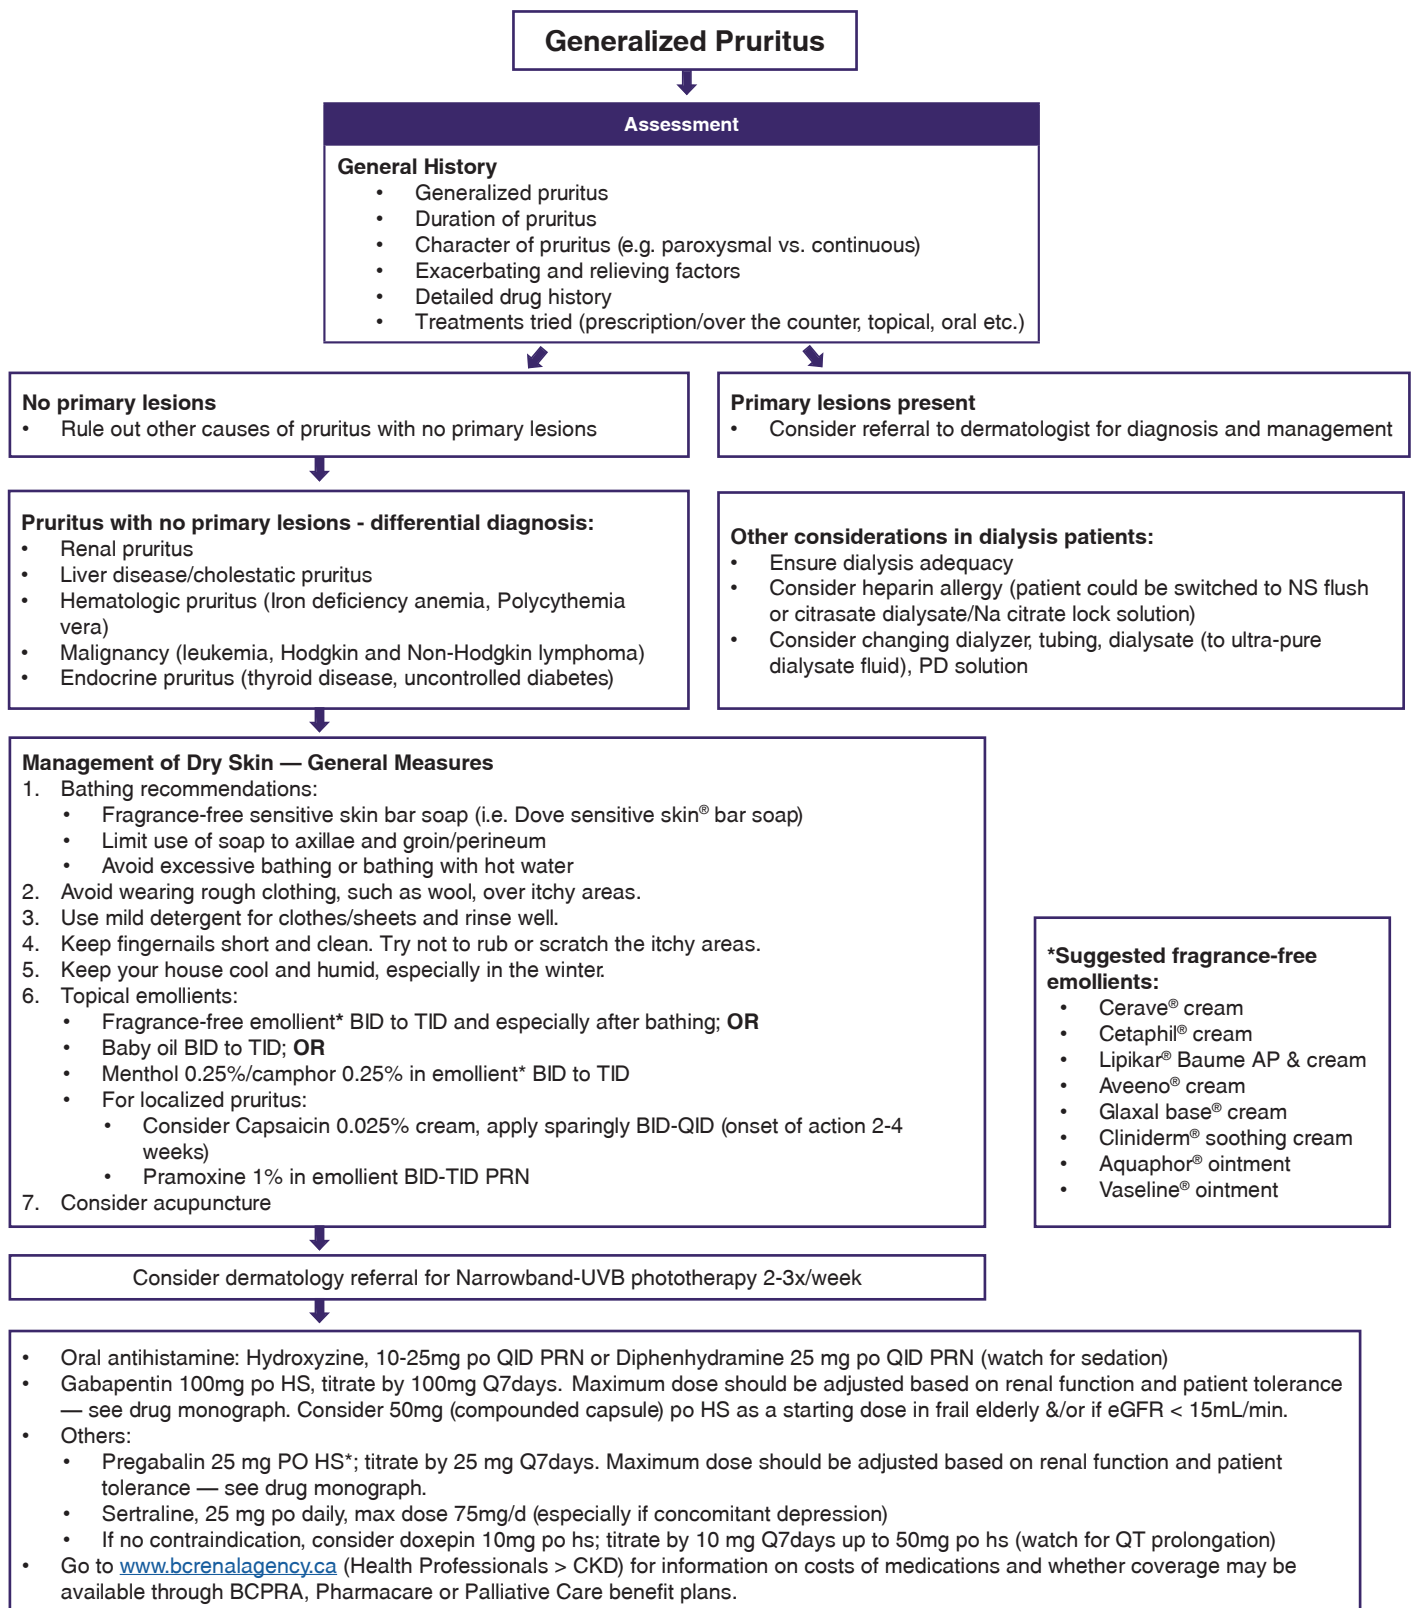 Generalized Pruritus
Assessment
General History
• Generalized pruritus
• Duration of pruritus
• Character of pruritus (e.g. paroxysmal vs. continuous)
• Exacerbating and relieving factors
• Detailed drug history
• Treatments tried (prescription/over the counter, topical, oral etc.)
No primary lesions
• Rule out other causes of pruritus with no primary lesions
Primary lesions present
• Consider referral to dermatologist for diagnosis and management
Pruritus with no primary lesions - differential diagnosis:
• Renal pruritus
• Liver disease/cholestatic pruritus
• Hematologic pruritus (Iron deficiency anemia, Polycythemia
vera)
• Malignancy (leukemia, Hodgkin and Non-Hodgkin lymphoma)
• Endocrine pruritus (thyroid disease, uncontrolled diabetes)
Other considerations in dialysis patients:
• Ensure dialysis adequacy
• Consider heparin allergy (patient could be switched to NS flush
or citrasate dialysate/Na citrate lock solution)
• Consider changing dialyzer, tubing, dialysate (to ultra-pure
dialysate fluid), PD solution
Management of Dry Skin — General Measures
1. Bathing recommendations:
• Fragrance-free sensitive skin bar soap (i.e. Dove sensitive skin® bar soap)
• Limit use of soap to axillae and groin/perineum
• Avoid excessive bathing or bathing with hot water
2. Avoid wearing rough clothing, such as wool, over itchy areas.
3. Use mild detergent for clothes/sheets and rinse well.
4. Keep fingernails short and clean. Try not to rub or scratch the itchy areas.
5. Keep your house cool and humid, especially in the winter.
6. Topical emollients:
• Fragrance-free emollient* BID to TID and especially after bathing; OR
• Baby oil BID to TID; OR
• Menthol 0.25%/camphor 0.25% in emollient* BID to TID
• For localized pruritus:
• Consider Capsaicin 0.025% cream, apply sparingly BID-QID (onset of action 2-4
weeks)
• Pramoxine 1% in emollient BID-TID PRN
7. Consider acupuncture
*Suggested fragrance-free
emollients:
• Cerave® cream
• Cetaphil® cream
• Lipikar® Baume AP & cream
• Aveeno® cream
• Glaxal base® cream
• Cliniderm® soothing cream
• Aquaphor® ointment
• Vaseline® ointment
Consider dermatology referral for Narrowband-UVB phototherapy 2-3x/week
• Oral antihistamine: Hydroxyzine, 10-25mg po QID PRN or Diphenhydramine 25 mg po QID PRN (watch for sedation)
• Gabapentin 100mg po HS, titrate by 100mg Q7days. Maximum dose should be adjusted based on renal function and patient tolerance
— see drug monograph. Consider 50mg (compounded capsule) po HS as a starting dose in frail elderly &/or if eGFR < 15mL/min.
• Others:
• Pregabalin 25 mg PO HS*; titrate by 25 mg Q7days. Maximum dose should be adjusted based on renal function and patient
tolerance — see drug monograph.
• Sertraline, 25 mg po daily, max dose 75mg/d (especially if concomitant depression)
• If no contraindication, consider doxepin 10mg po hs; titrate by 10 mg Q7days up to 50mg po hs (watch for QT prolongation)
• Go to www.bcrenalagency.ca (Health Professionals > CKD) for information on costs of medications and whether coverage may be
available through BCPRA, Pharmacare or Palliative Care benefit plans.